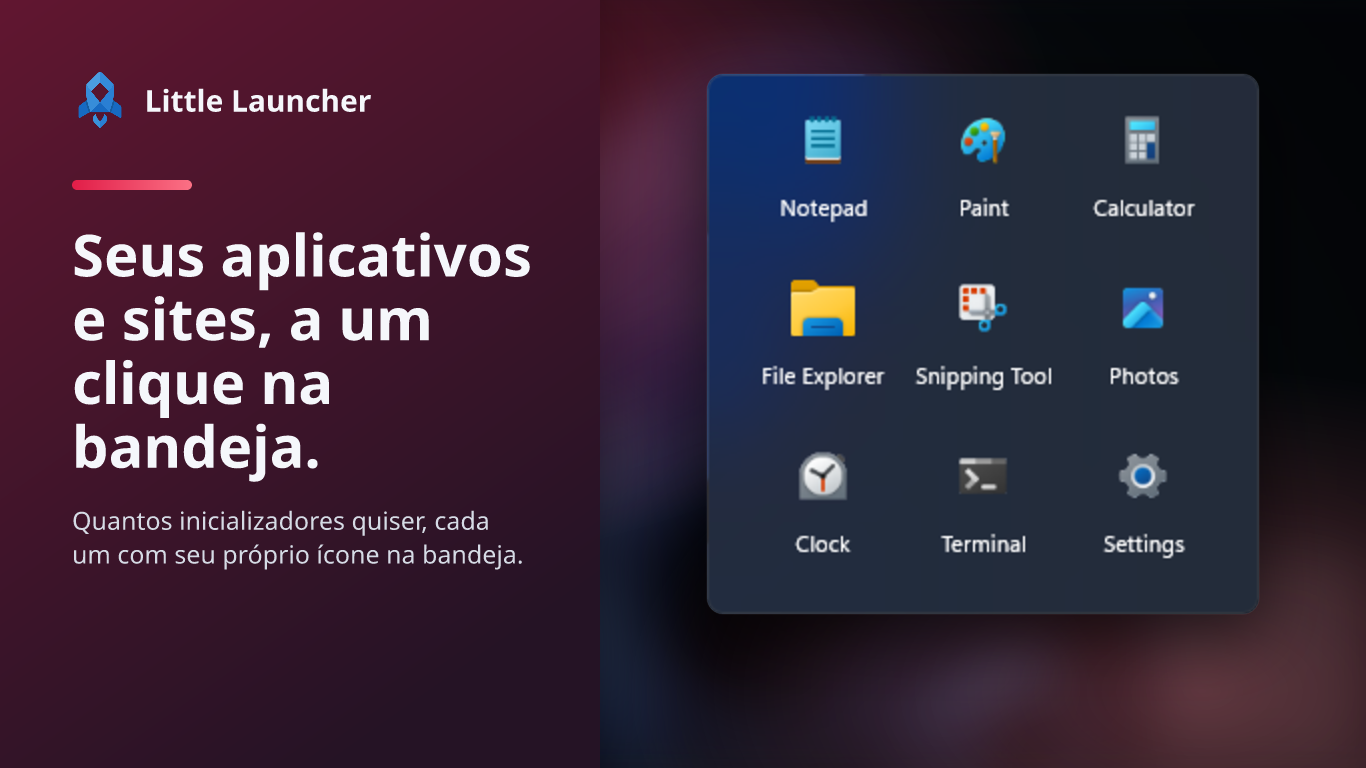 Little Launcher
Seus aplicativos
e sites, a um
clique na
bandeja.
Quantos inicializadores quiser, cada
um com seu próprio ícone na bandeja.
Notepad
Paint
Calculator
File Explorer
Snipping Tool
Photos
Clock
Terminal
Settings